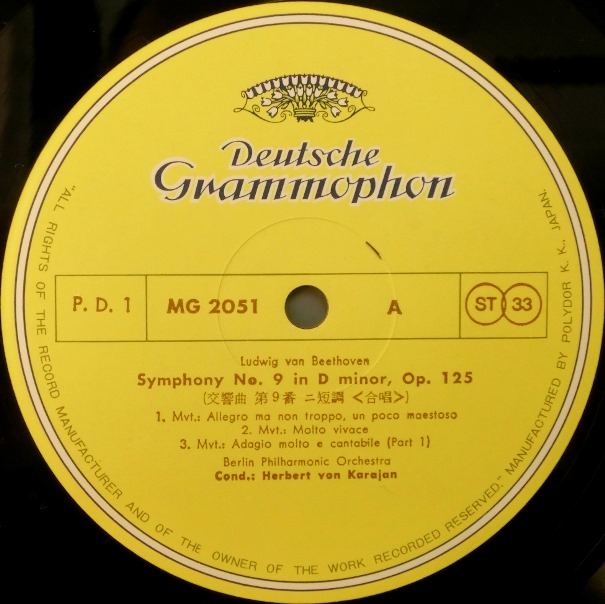 Deutsche
Grammophon
P. D. 1
MG 2051
A
ST 33
Ludwig van Beethoven
Symphony No. 9 in D minor, Op. 125
(交響曲 第9番 ニ短調 <合唱>)
1. Mvt.: Allegro ma non troppo, un poco maestoso
2. Mvt.: Molto vivace
3. Mvt.: Adagio molto e cantabile (Part 1)
Berlin Philharmonic Orchestra
Cond.: Herbert von Karajan
"ALL RIGHTS OF THE RECORD MANUFACTURER AND OF THE OWNER OF THE WORK RECORDED RESERVED." MANUFACTURED BY POLYDOR K. K., JAPAN.